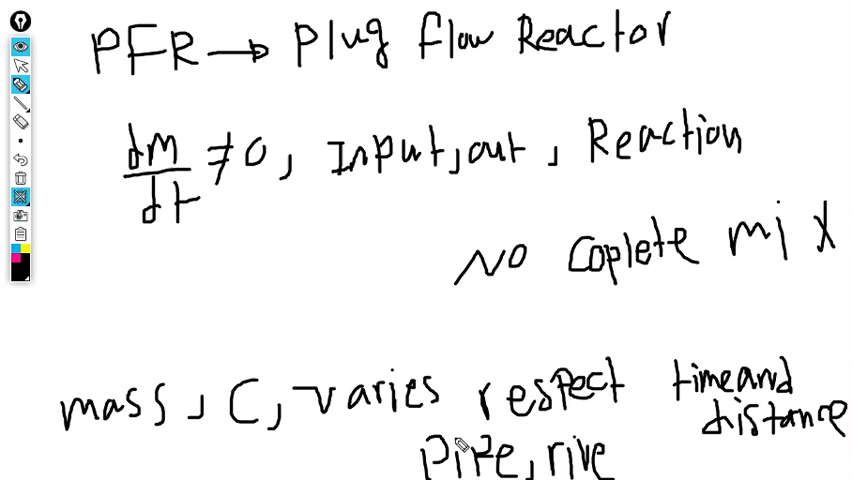 PFR → Plug flow Reactor
dM/dt ≠ 0, Input, out, Reaction
NO Coplete mix
mass, C, varies respect time and distance
Pipe, rive